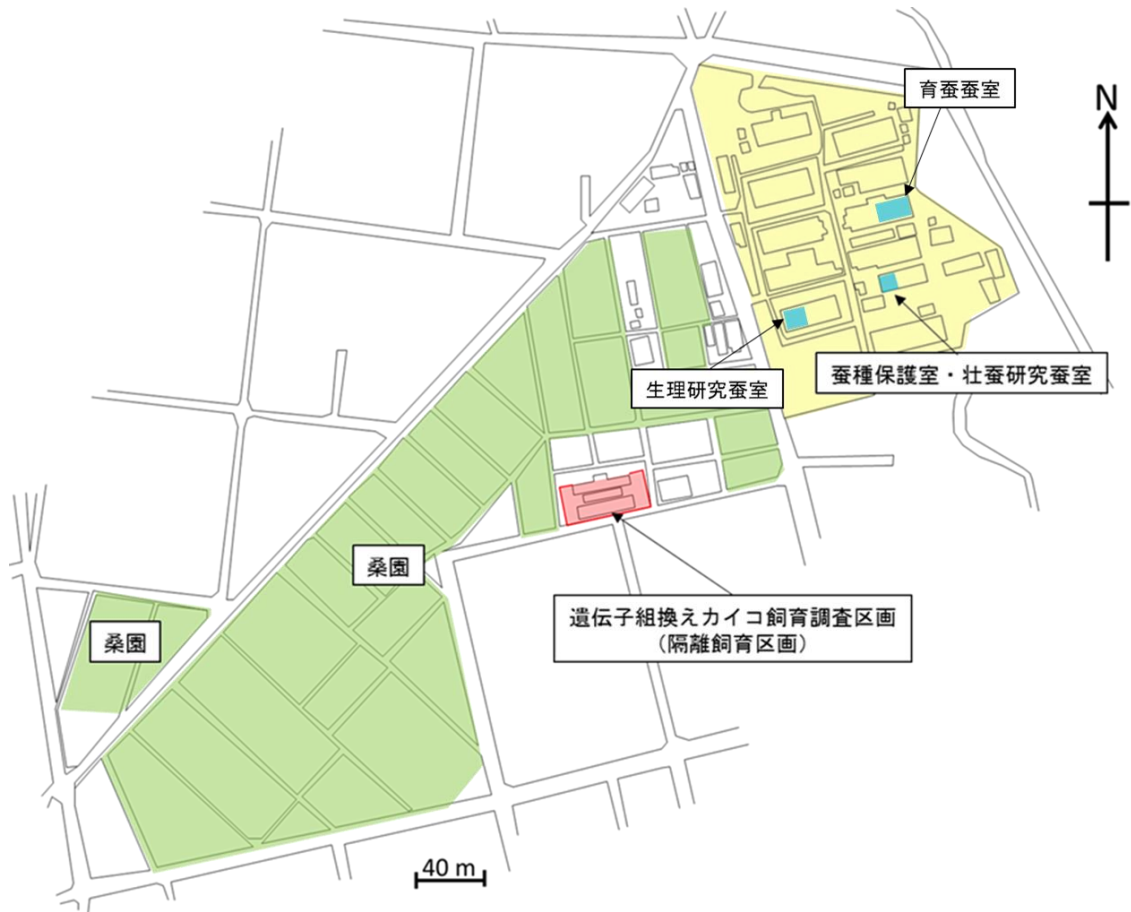 育蚕蚕室
N
生理研究蚕室
蚕種保護室・壮蚕研究蚕室
桑園
遺伝子組換えカイコ飼育調査区画
（隔離飼育区画）
桑園
40 m